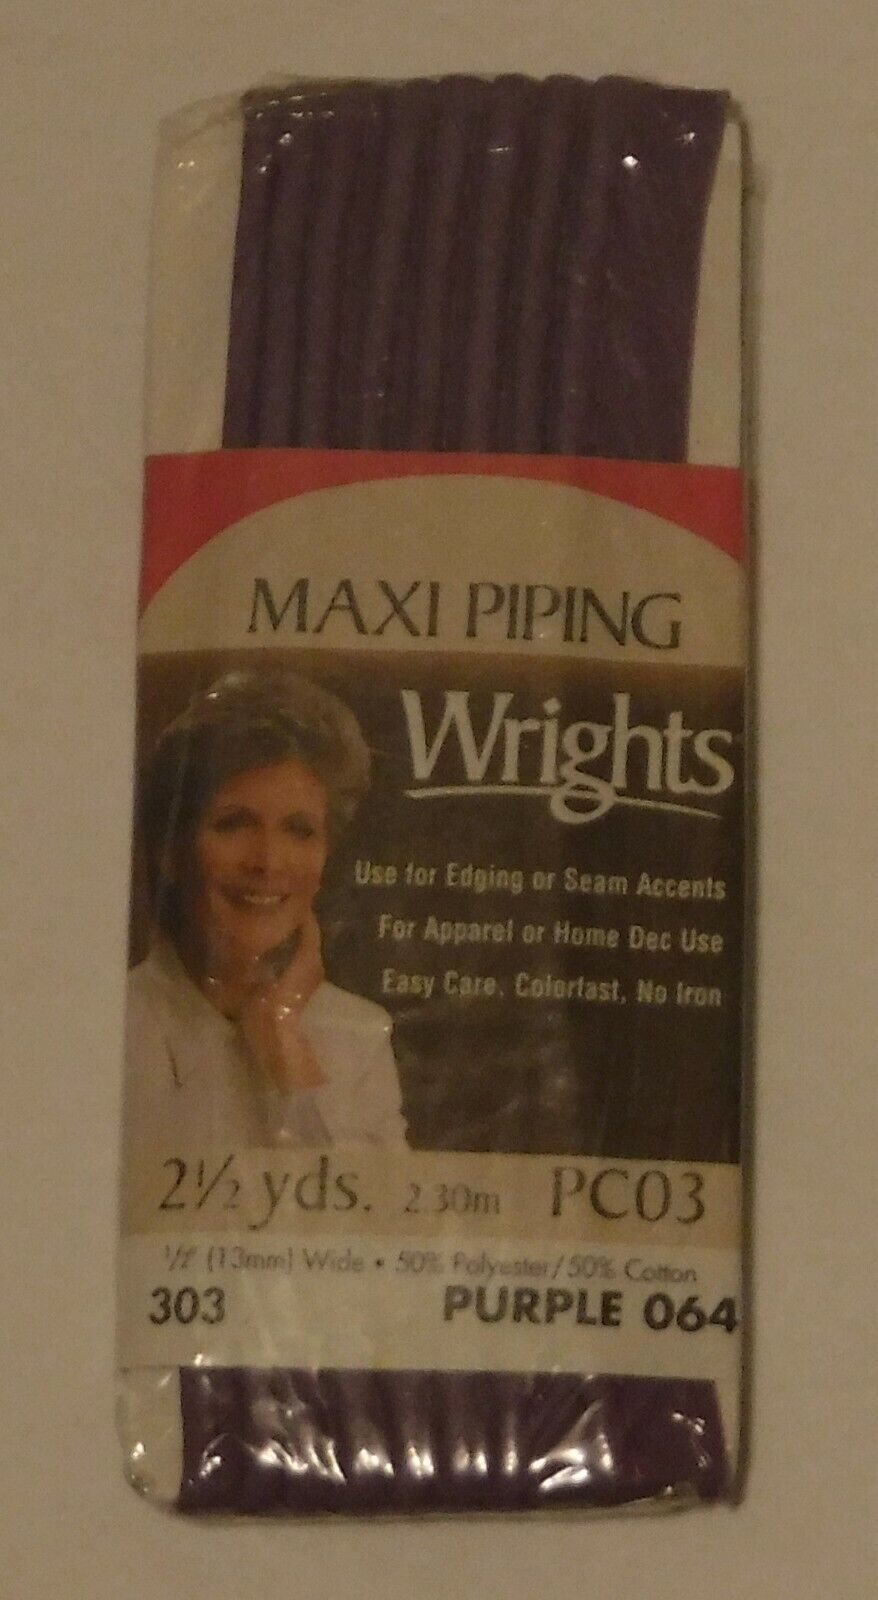 MAXI PIPING
Wrights
Use for Edging or Seam Accents
For Apparel or Home Dec Use
Easy Care, Colorfast, No Iron
2½ yds. 2.30m PC03
½" (13mm) Wide • 50% Polyester/50% Cotton
303 PURPLE 064